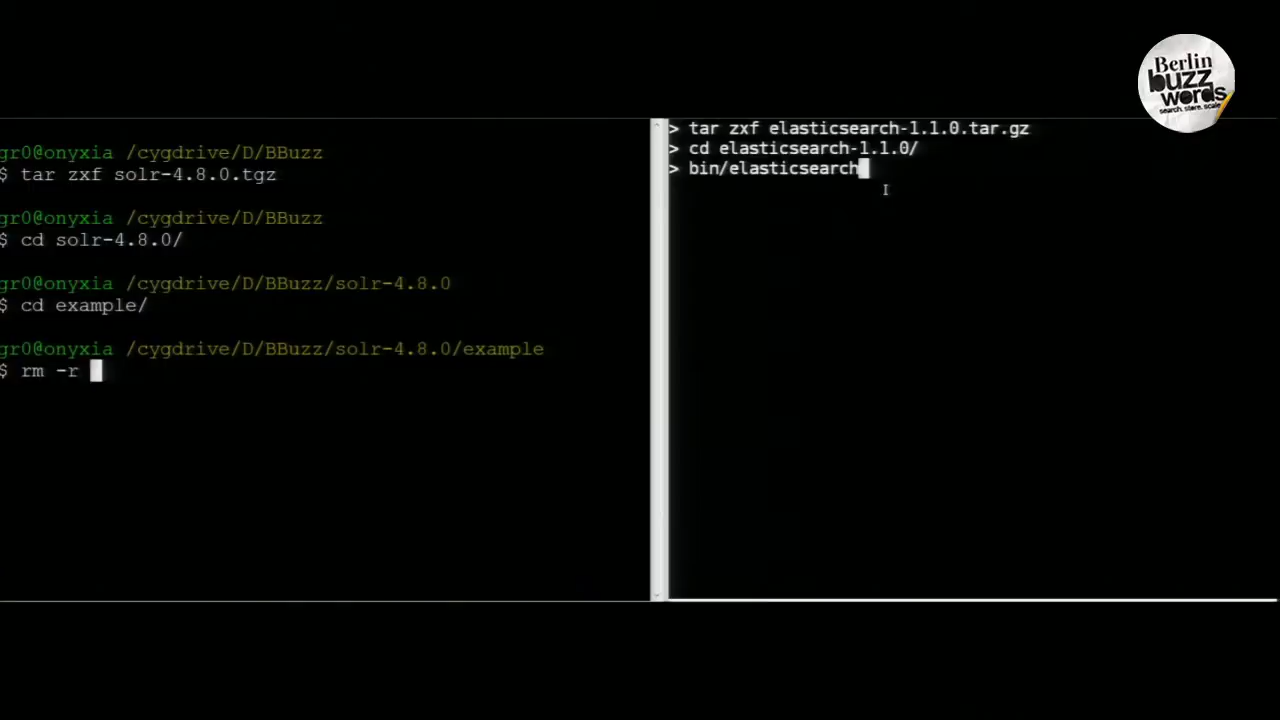 Berlin
buzz
words
search. store. scale.
gr0@onyxia /cygdrive/D/BBuzz
$ tar zxf solr-4.8.0.tgz
gr0@onyxia /cygdrive/D/BBuzz
$ cd solr-4.8.0/
gr0@onyxia /cygdrive/D/BBuzz/solr-4.8.0
$ cd example/
gr0@onyxia /cygdrive/D/BBuzz/solr-4.8.0/example
$ rm -r
> tar zxf elasticsearch-1.1.0.tar.gz
> cd elasticsearch-1.1.0/
> bin/elasticsearch